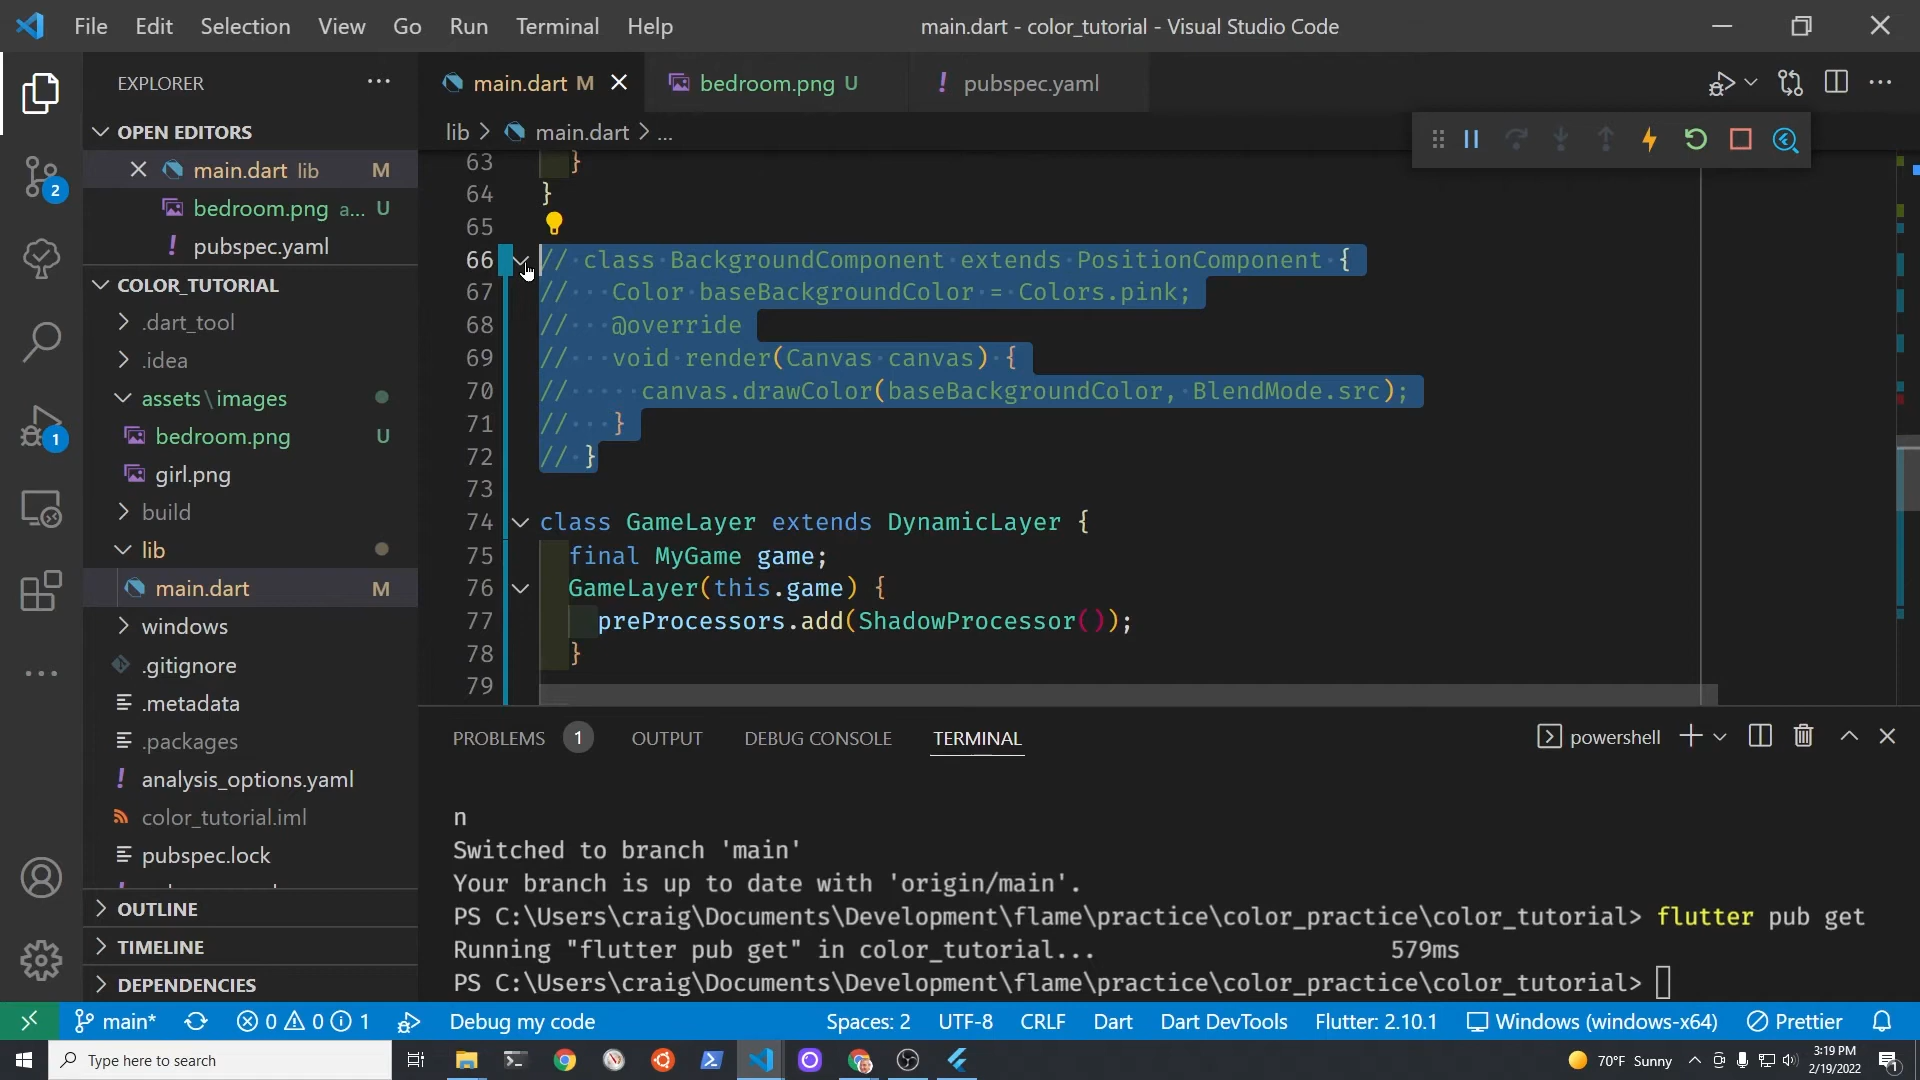 File Edit Selection View Go Run Terminal Help
main.dart - color_tutorial - Visual Studio Code
EXPLORER
main.dart M
bedroom.png U
! pubspec.yaml
OPEN EDITORS
lib > main.dart > ...
main.dart lib M
bedroom.png a... U
! pubspec.yaml
COLOR_TUTORIAL
.dart_tool
.idea
assets\images
bedroom.png U
girl.png
build
lib
main.dart M
windows
.gitignore
.metadata
.packages
! analysis_options.yaml
color_tutorial.iml
pubspec.lock
OUTLINE
TIMELINE
DEPENDENCIES
2
1
63 }
64 }
65
66 // class BackgroundComponent extends PositionComponent {
67 //   Color baseBackgroundColor = Colors.pink;
68 //   @override
69 //   void render(Canvas canvas) {
70 //     canvas.drawColor(baseBackgroundColor, BlendMode.src);
71 //   }
72 // }
73
74 class GameLayer extends DynamicLayer {
75   final MyGame game;
76   GameLayer(this.game) {
77     preProcessors.add(ShadowProcessor());
78   }
79
PROBLEMS 1 OUTPUT DEBUG CONSOLE TERMINAL
powershell
n
Switched to branch 'main'
Your branch is up to date with 'origin/main'.
PS C:\Users\craig\Documents\Development\flame\practice\color_practice\color_tutorial> flutter pub get
Running "flutter pub get" in color_tutorial... 579ms
PS C:\Users\craig\Documents\Development\flame\practice\color_practice\color_tutorial>
main* 0 0 1 Debug my code Spaces: 2 UTF-8 CRLF Dart Dart DevTools Flutter: 2.10.1 Windows (windows-x64) Prettier
Type here to search
70°F Sunny
3:19 PM
2/19/2022
1